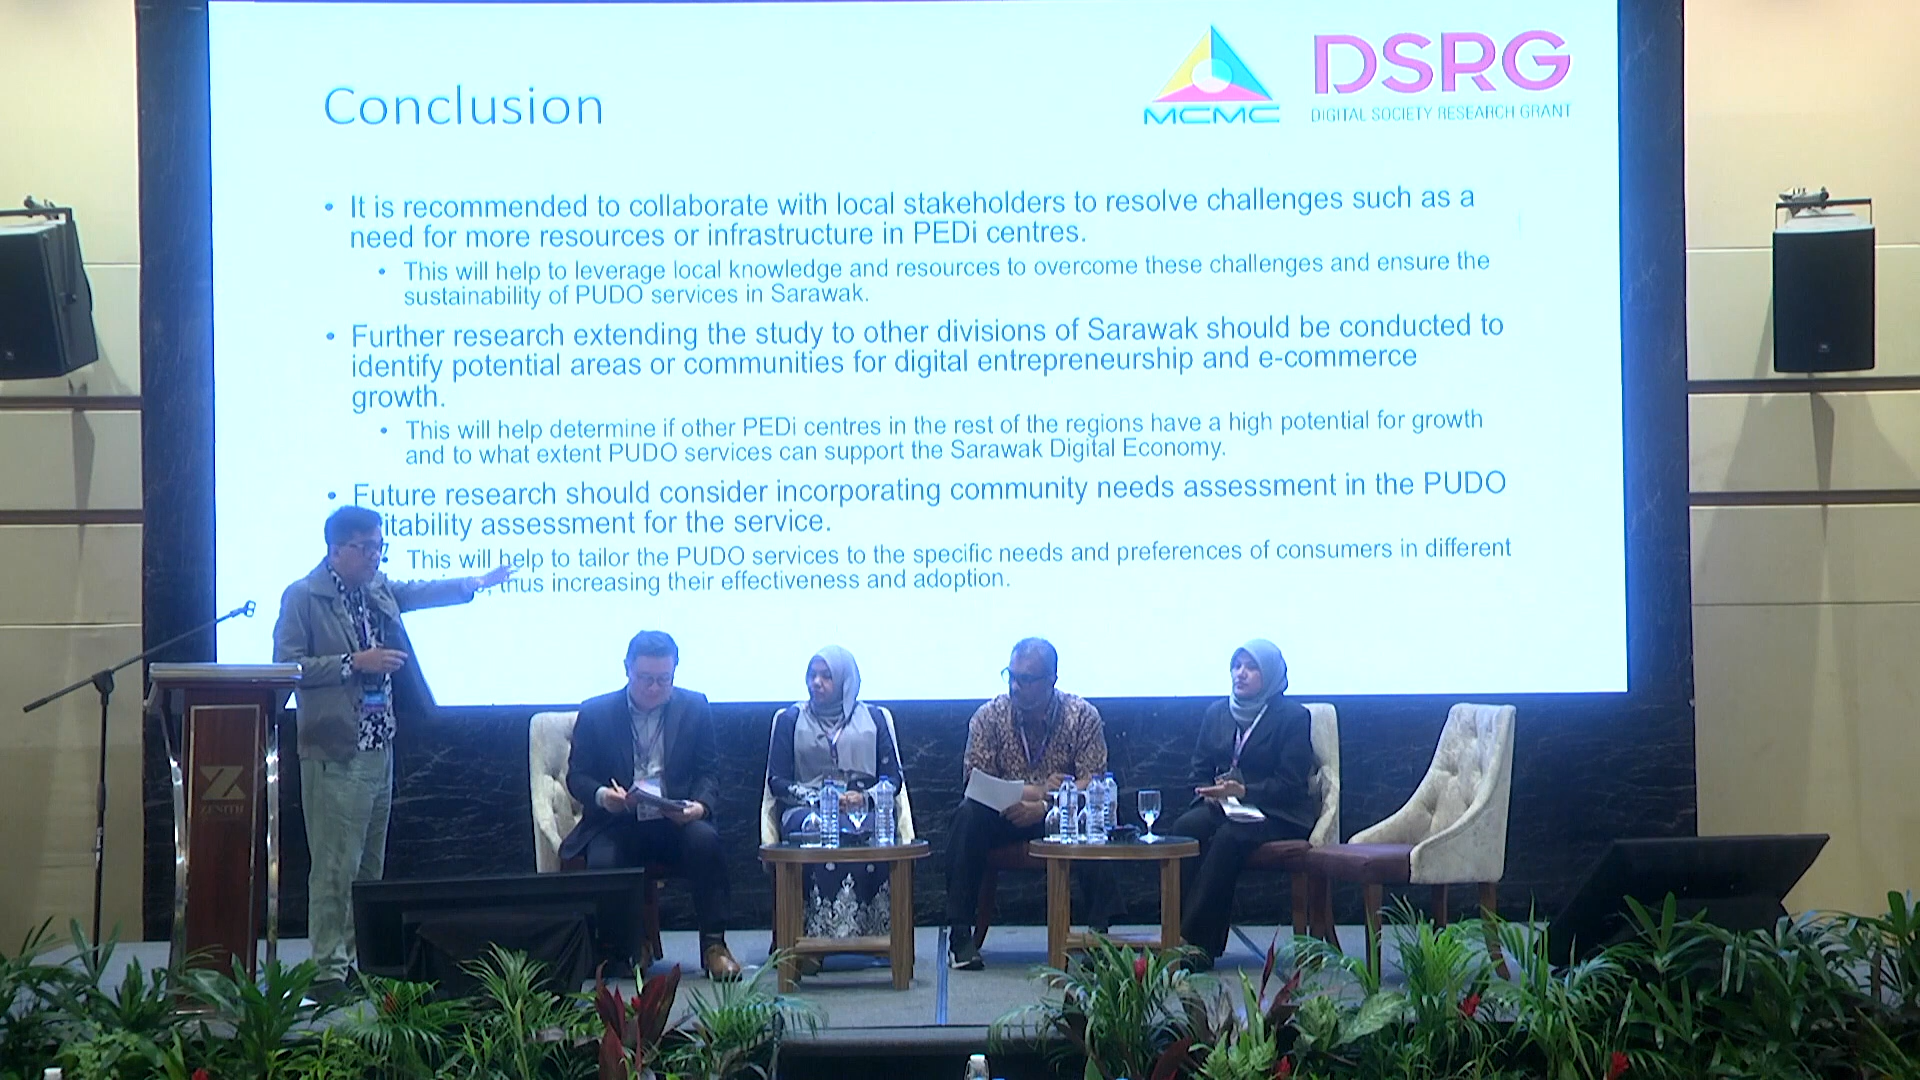 Conclusion
MCMC
DSRG
DIGITAL SOCIETY RESEARCH GRANT
• It is recommended to collaborate with local stakeholders to resolve challenges such as a
need for more resources or infrastructure in PEDi centres.
• This will help to leverage local knowledge and resources to overcome these challenges and ensure the
sustainability of PUDO services in Sarawak.
• Further research extending the study to other divisions of Sarawak should be conducted to
identify potential areas or communities for digital entrepreneurship and e-commerce
growth.
• This will help determine if other PEDi centres in the rest of the regions have a high potential for growth
and to what extent PUDO services can support the Sarawak Digital Economy.
• Future research should consider incorporating community needs assessment in the PUDO
itability assessment for the service.
This will help to tailor the PUDO services to the specific needs and preferences of consumers in different
thus increasing their effectiveness and adoption.
ZENITH